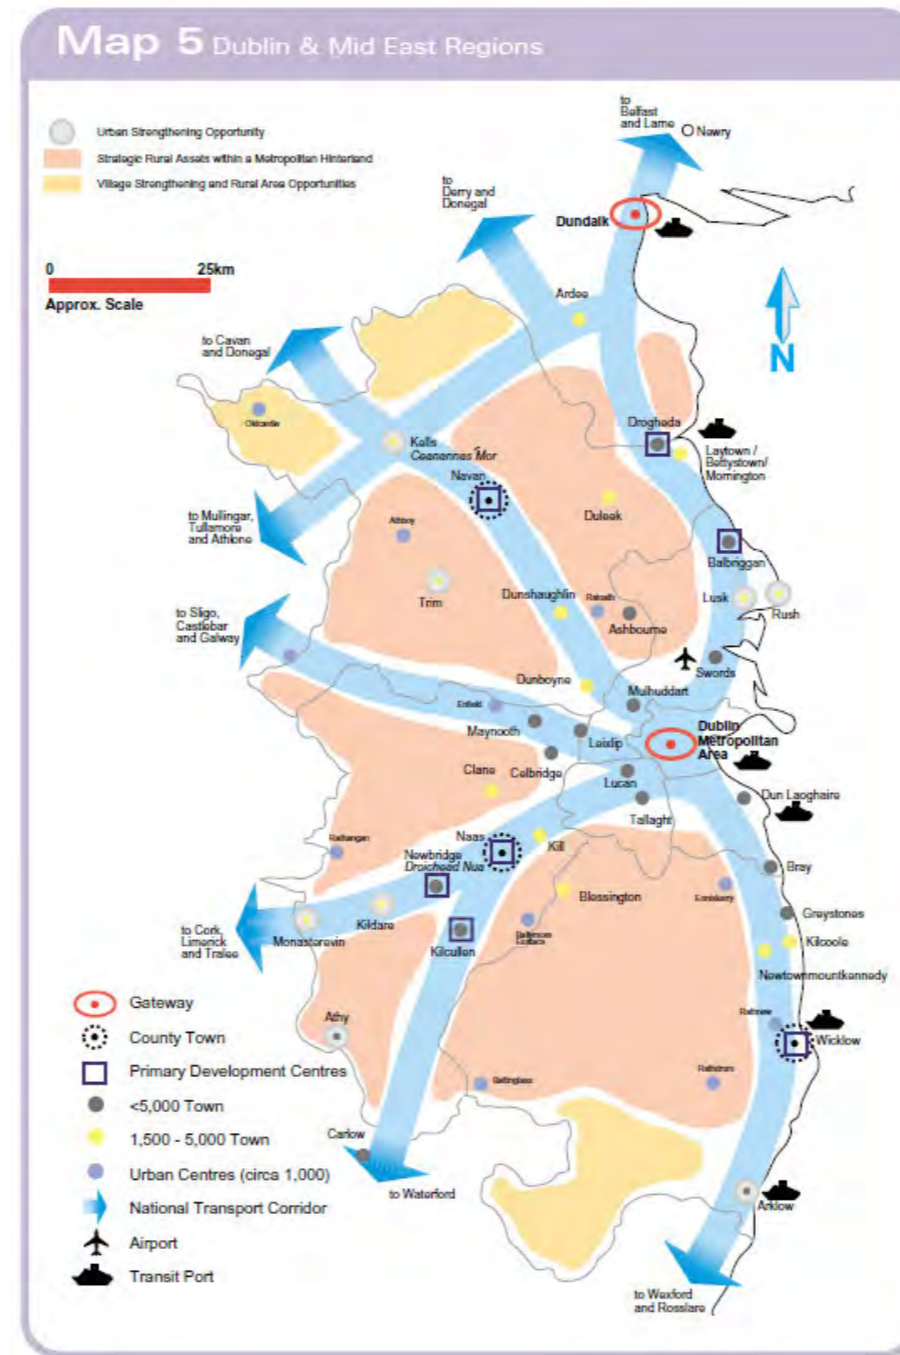 Map 5 Dublin & Mid East Regions
Urban Strengthening Opportunity
Strategic Rural Assets within a Metropolitan Hinterland
Village Strengthening and Rural Area Opportunities
0 25km
Approx. Scale
to
Belfast
and Larne
Newry
to
Derry and
Donegal
Dundalk
Ardee
N
to Cavan
and Donegal
Oldcastle
Kells
Ceanannas Mor
Navan
Drogheda
Laytown /
Bettystown/
Mornington
to Mullingar,
Tullamore
and Athlone
Athboy
Duleek
Balbriggan
Trim
Dunshaughlin
Ratoath
Ashbourne
Lusk
Rush
to Sligo,
Castlebar
and Galway
Swords
Dunboyne
Mulhuddart
Enfield
Maynooth
Leixlip
Dublin
Metropolitan
Area
Clane
Celbridge
Lucan
Tallaght
Dun Laoghaire
Rathangan
Naas
Newbridge
Droichead Nua
Kill
Bray
Blessington
Enniskerry
Greystones
to Cork,
Limerick
and Tralee
Monasterevin
Kildare
Kilcullen
Kilcoole
Newtownmountkennedy
Athy
Rathnew
Wicklow
Baltinglass
Rathdrum
Carlow
to Waterford
Arklow
to Wexford
and Rosslare
Gateway
County Town
Primary Development Centres
<5,000 Town
1,500 - 5,000 Town
Urban Centres (circa 1,000)
National Transport Corridor
Airport
Transit Port